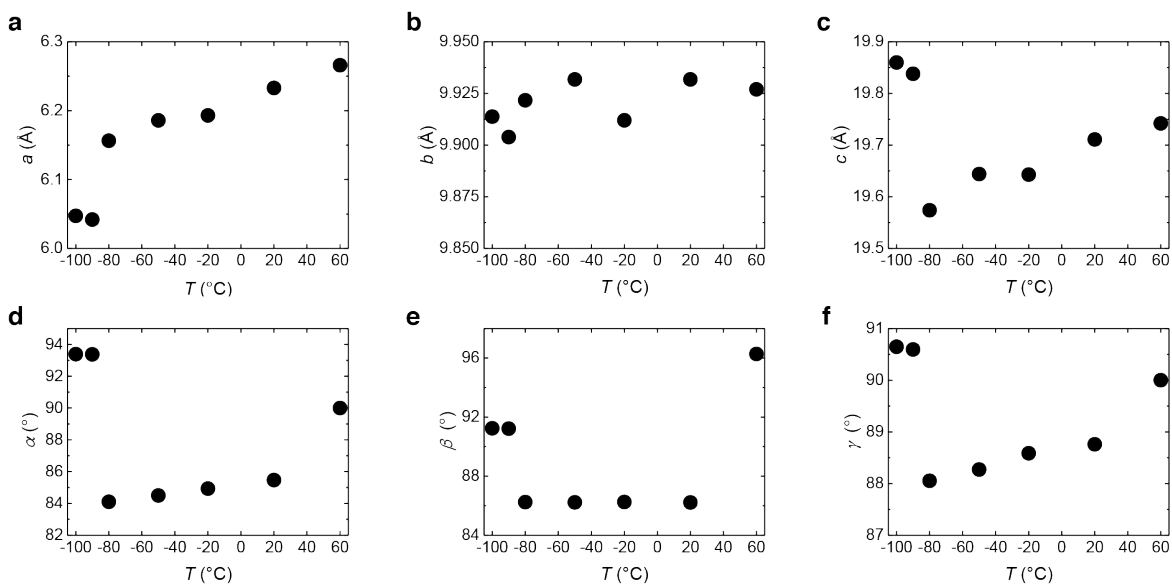 a
b
c
6.3
6.2
6.1
6.0
a (Å)
-100 -80 -60 -40 -20 0 20 40 60
T (°C)
9.950
9.925
9.900
9.875
9.850
b (Å)
-100 -80 -60 -40 -20 0 20 40 60
T (°C)
19.9
19.8
19.7
19.6
19.5
c (Å)
-100 -80 -60 -40 -20 0 20 40 60
T (°C)
d
e
f
94
92
90
88
86
84
82
α (°)
-100 -80 -60 -40 -20 0 20 40 60
T (°C)
96
92
88
84
β (°)
-100 -80 -60 -40 -20 0 20 40 60
T (°C)
91
90
89
88
87
γ (°)
-100 -80 -60 -40 -20 0 20 40 60
T (°C)